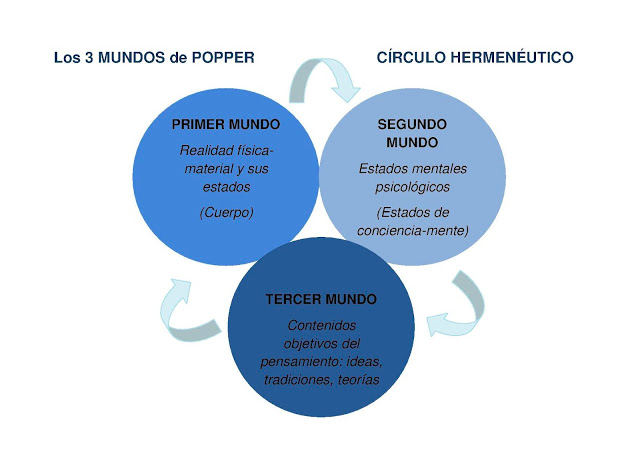 Los 3 MUNDOS de POPPER
CÍRCULO HERMENÉUTICO
PRIMER MUNDO
Realidad física-
material y sus
estados
(Cuerpo)
SEGUNDO
MUNDO
Estados mentales
psicológicos
(Estados de
conciencia-mente)
TERCER MUNDO
Contenidos
objetivos del
pensamiento: ideas,
tradiciones, teorías